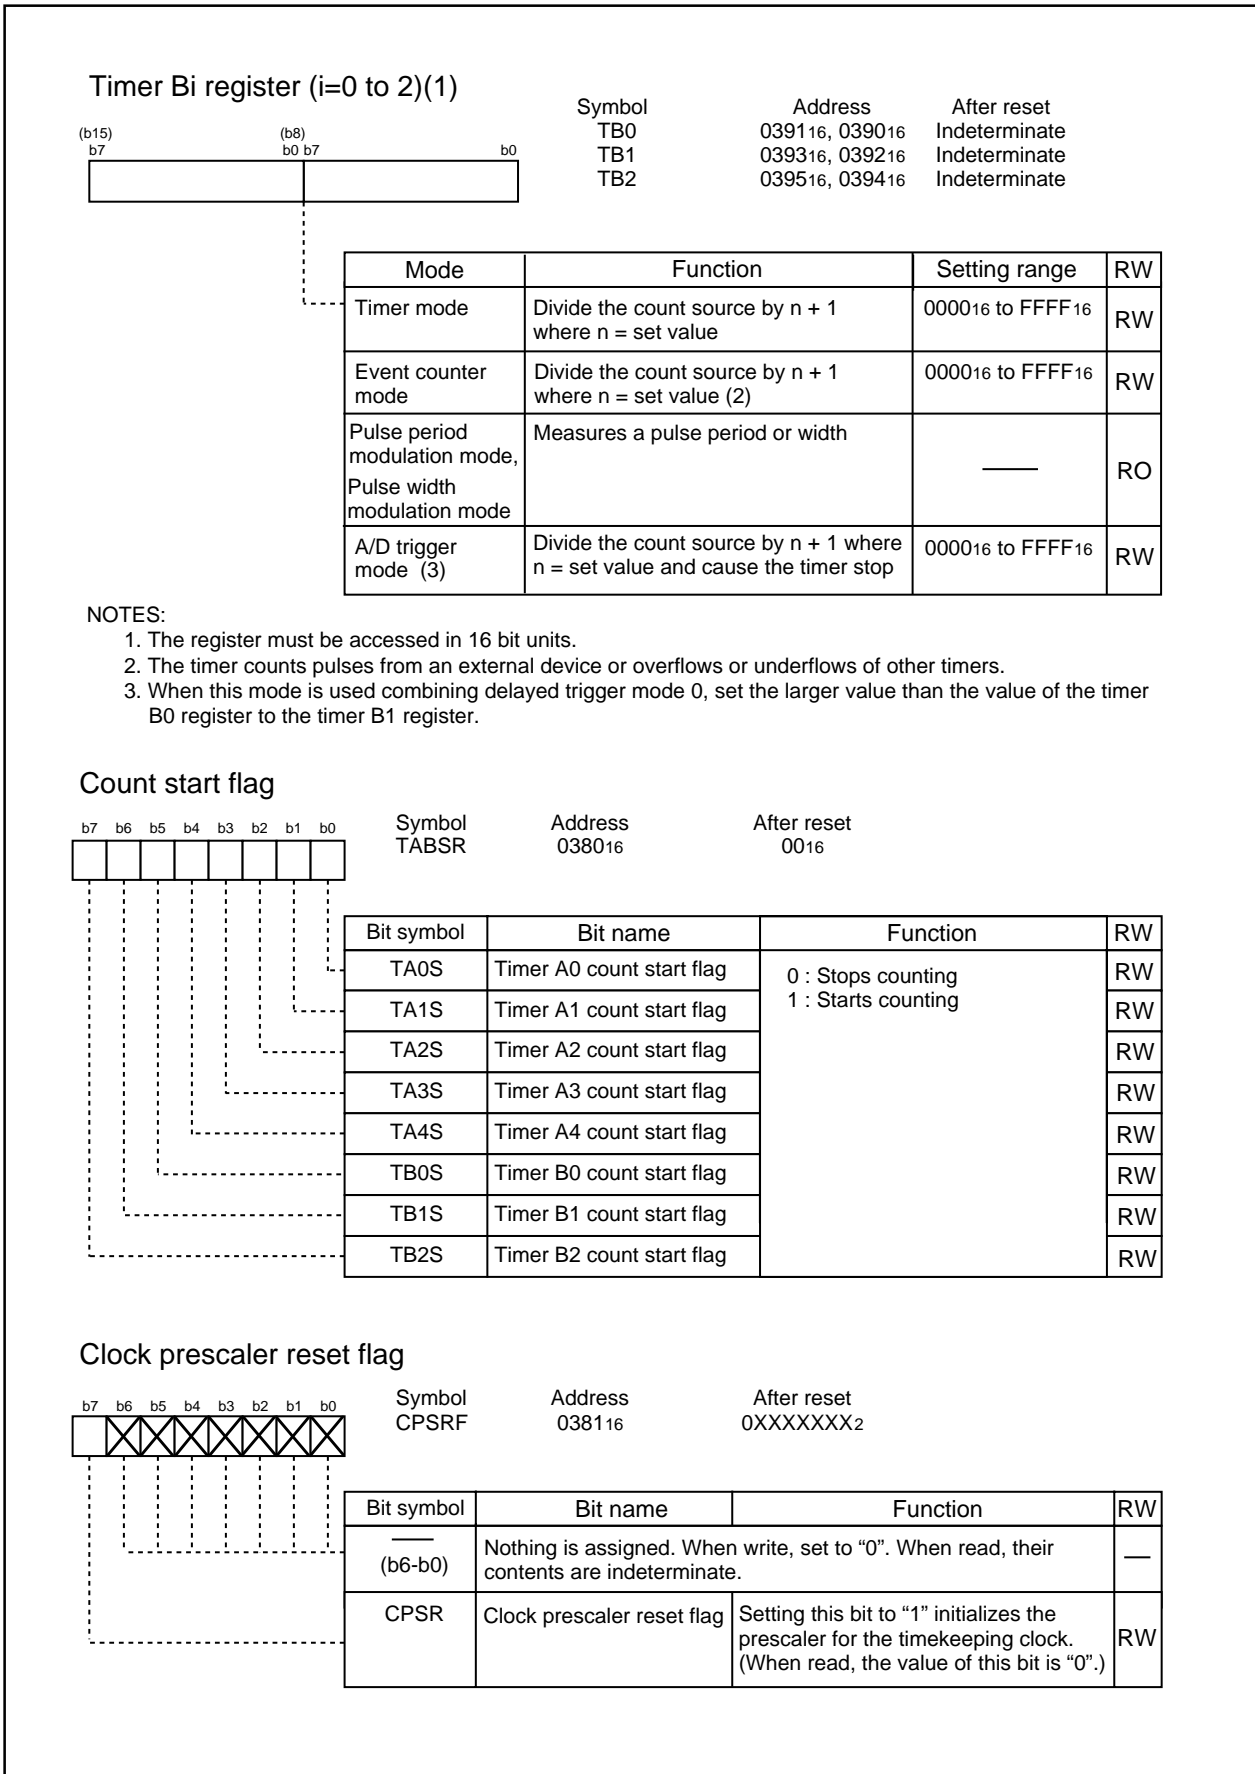 Timer Bi register (i=0 to 2)(1)
Symbol Address After reset
TB0 039116, 039016 Indeterminate
TB1 039316, 039216 Indeterminate
TB2 039516, 039416 Indeterminate
(b15) (b8)
b7 b0 b7 b0
Mode Function Setting range RW
Timer mode Divide the count source by n + 1 000016 to FFFF16 RW
where n = set value
Event counter Divide the count source by n + 1 000016 to FFFF16 RW
mode where n = set value (2)
Pulse period Measures a pulse period or width
modulation mode,
—— RO
Pulse width
modulation mode
A/D trigger Divide the count source by n + 1 where 000016 to FFFF16 RW
mode (3) n = set value and cause the timer stop
NOTES:
1. The register must be accessed in 16 bit units.
2. The timer counts pulses from an external device or overflows or underflows of other timers.
3. When this mode is used combining delayed trigger mode 0, set the larger value than the value of the timer
B0 register to the timer B1 register.
Count start flag
Symbol Address After reset
TABSR 038016 0016
b7 b6 b5 b4 b3 b2 b1 b0
Bit symbol Bit name Function RW
TA0S Timer A0 count start flag 0 : Stops counting RW
1 : Starts counting
TA1S Timer A1 count start flag RW
TA2S Timer A2 count start flag RW
TA3S Timer A3 count start flag RW
TA4S Timer A4 count start flag RW
TB0S Timer B0 count start flag RW
TB1S Timer B1 count start flag RW
TB2S Timer B2 count start flag RW
Clock prescaler reset flag
Symbol Address After reset
CPSRF 038116 0XXXXXXX2
b7 b6 b5 b4 b3 b2 b1 b0
Bit symbol Bit name Function RW
—— Nothing is assigned. When write, set to “0”. When read, their —
(b6-b0) contents are indeterminate.
CPSR Clock prescaler reset flag Setting this bit to “1” initializes the RW
prescaler for the timekeeping clock.
(When read, the value of this bit is “0”.)